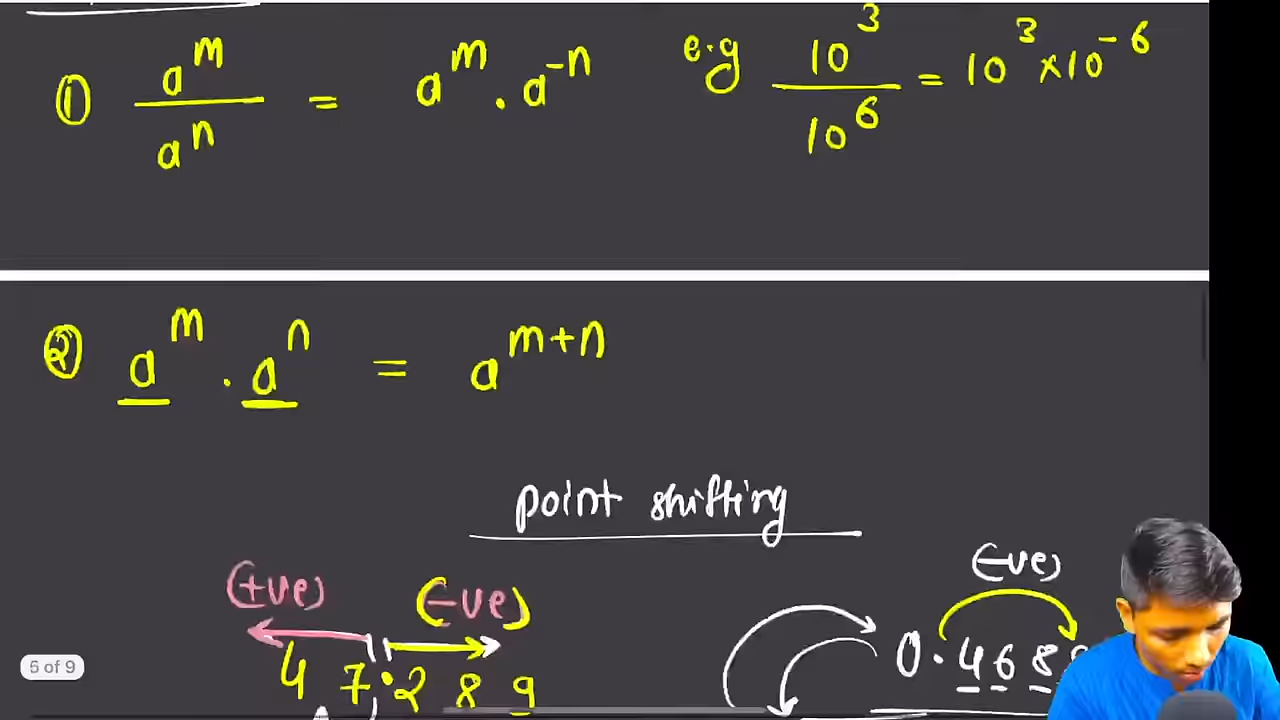 ① a^m / a^n = a^m . a^-n e.g 10^3 / 10^6 = 10^3 × 10^-6
② a^m . a^n = a^m+n
point shifting
(+ve) (-ve) (-ve)
4 7.2 8 9 0.4 6 8
5 of 9